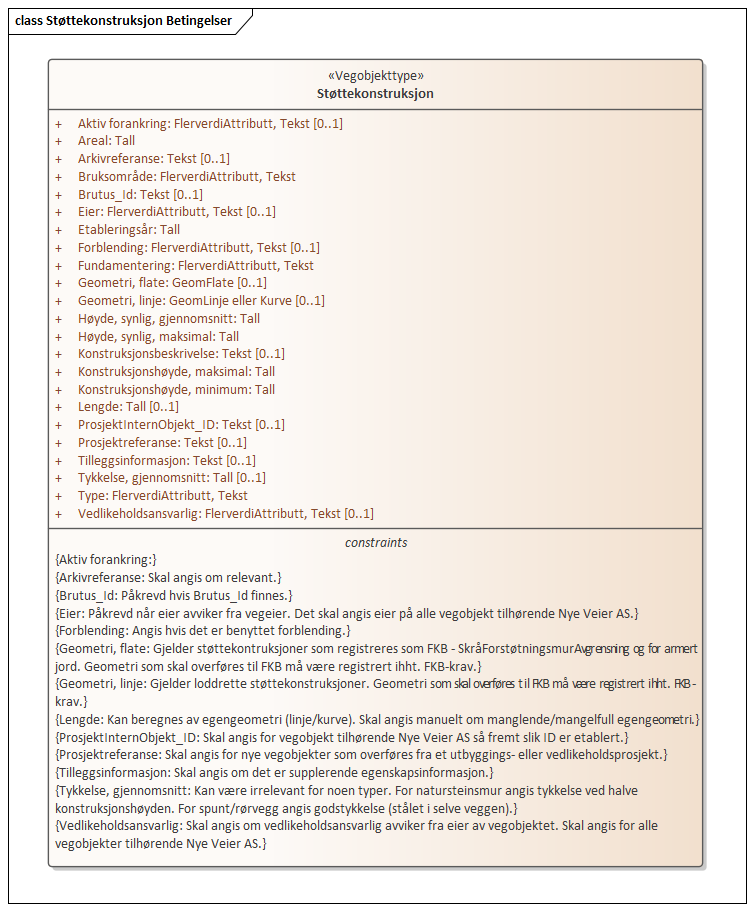 class Støttekonstruksjon Betingelser
«Vegobjekttype»
Støttekonstruksjon
+ Aktiv forankring: FlerverdiAttributt, Tekst [0..1]
+ Areal: Tall
+ Arkivreferanse: Tekst [0..1]
+ Bruksområde: FlerverdiAttributt, Tekst
+ Brutus_Id: Tekst [0..1]
+ Eier: FlerverdiAttributt, Tekst [0..1]
+ Etableringsår: Tall
+ Forblending: FlerverdiAttributt, Tekst [0..1]
+ Fundamentering: FlerverdiAttributt, Tekst
+ Geometri, flate: GeomFlate [0..1]
+ Geometri, linje: GeomLinje eller Kurve [0..1]
+ Høyde, synlig, gjennomsnitt: Tall
+ Høyde, synlig, maksimal: Tall
+ Konstruksjonsbeskrivelse: Tekst [0..1]
+ Konstruksjonshøyde, maksimal: Tall
+ Konstruksjonshøyde, minimum: Tall
+ Lengde: Tall [0..1]
+ ProsjektInternObjekt_ID: Tekst [0..1]
+ Prosjektreferanse: Tekst [0..1]
+ Tilleggsinformasjon: Tekst [0..1]
+ Tykkelse, gjennomsnitt: Tall [0..1]
+ Type: FlerverdiAttributt, Tekst
+ Vedlikeholdsansvarlig: FlerverdiAttributt, Tekst [0..1]
constraints
{Aktiv forankring:}
{Arkivreferanse: Skal angis om relevant.}
{Brutus_Id: Påkrevd hvis Brutus_Id finnes.}
{Eier: Påkrevd når eier avviker fra vegeier. Det skal angis eier på alle vegobjekt tilhørende Nye Veier AS.}
{Forblending: Angis hvis det er benyttet forblending.}
{Geometri, flate: Gjelder støttekontruksjoner som registreres som FKB - SkråForstøtningsmurAvgrensning og for armert
jord. Geometri som skal overføres til FKB må være registrert ihht. FKB-krav.}
{Geometri, linje: Gjelder loddrette støttekonstruksjoner. Geometri som skal overføres til FKB må være registrert ihht. FKB-
krav.}
{Lengde: Kan beregnes av egengeometri (linje/kurve). Skal angis manuelt om manglende/mangelfull egengeometri.}
{ProsjektInternObjekt_ID: Skal angis for vegobjekt tilhørende Nye Veier AS så fremt slik ID er etablert.}
{Prosjektreferanse: Skal angis for nye vegobjekter som overføres fra et utbyggings- eller vedlikeholdsprosjekt.}
{Tilleggsinformasjon: Skal angis om det er supplerende egenskapsinformasjon.}
{Tykkelse, gjennomsnitt: Kan være irrelevant for noen typer. For natursteinsmur angis tykkelse ved halve
konstruksjonshøyden. For spunt/rørvegg angis godstykkelse (stålet i selve veggen).}
{Vedlikeholdsansvarlig: Skal angis om vedlikeholdsansvarlig avviker fra eier av vegobjektet. Skal angis for alle
vegobjekter tilhørende Nye Veier AS.}